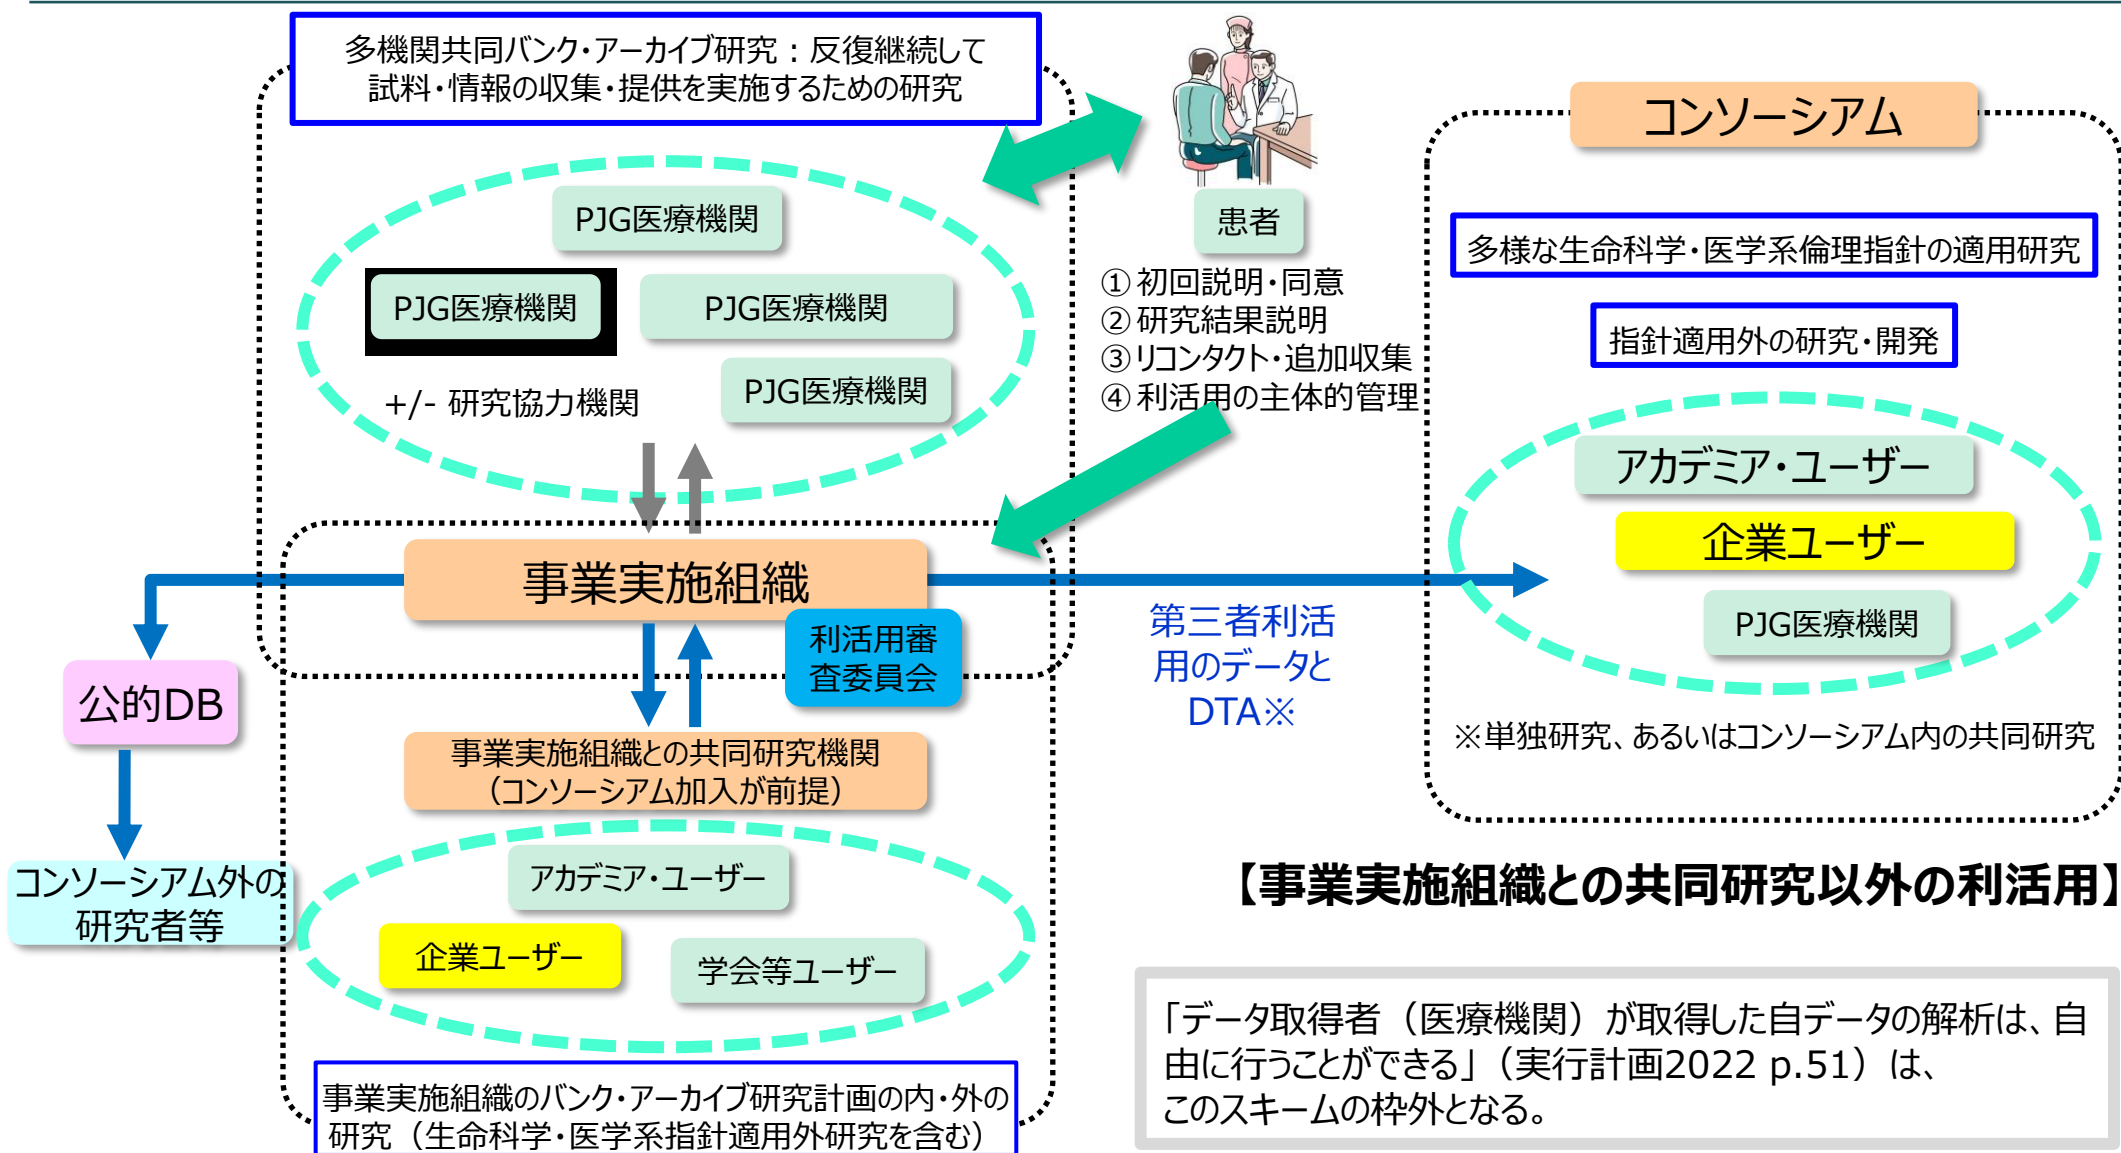 多機関共同バンク・アーカイブ研究：反復継続して
試料・情報の収集・提供を実施するための研究
PJG医療機関
PJG医療機関
PJG医療機関
PJG医療機関
+/- 研究協力機関
患者
① 初回説明・同意
② 研究結果説明
③ リコンタクト・追加収集
④ 利活用の主体的管理
コンソーシアム
多様な生命科学・医学系倫理指針の適用研究
指針適用外の研究・開発
アカデミア・ユーザー
企業ユーザー
PJG医療機関
※単独研究、あるいはコンソーシアム内の共同研究
事業実施組織
利活用審
査委員会
第三者利活
用のデータと
DTA※
公的DB
コンソーシアム外の
研究者等
事業実施組織との共同研究機関
（コンソーシアム加入が前提）
アカデミア・ユーザー
企業ユーザー
学会等ユーザー
事業実施組織のバンク・アーカイブ研究計画の内・外の
研究（生命科学・医学系指針適用外研究を含む）
【事業実施組織との共同研究以外の利活用】
「データ取得者（医療機関）が取得した自データの解析は、自
由に行うことができる」（実行計画2022 p.51）は、
このスキームの枠外となる。